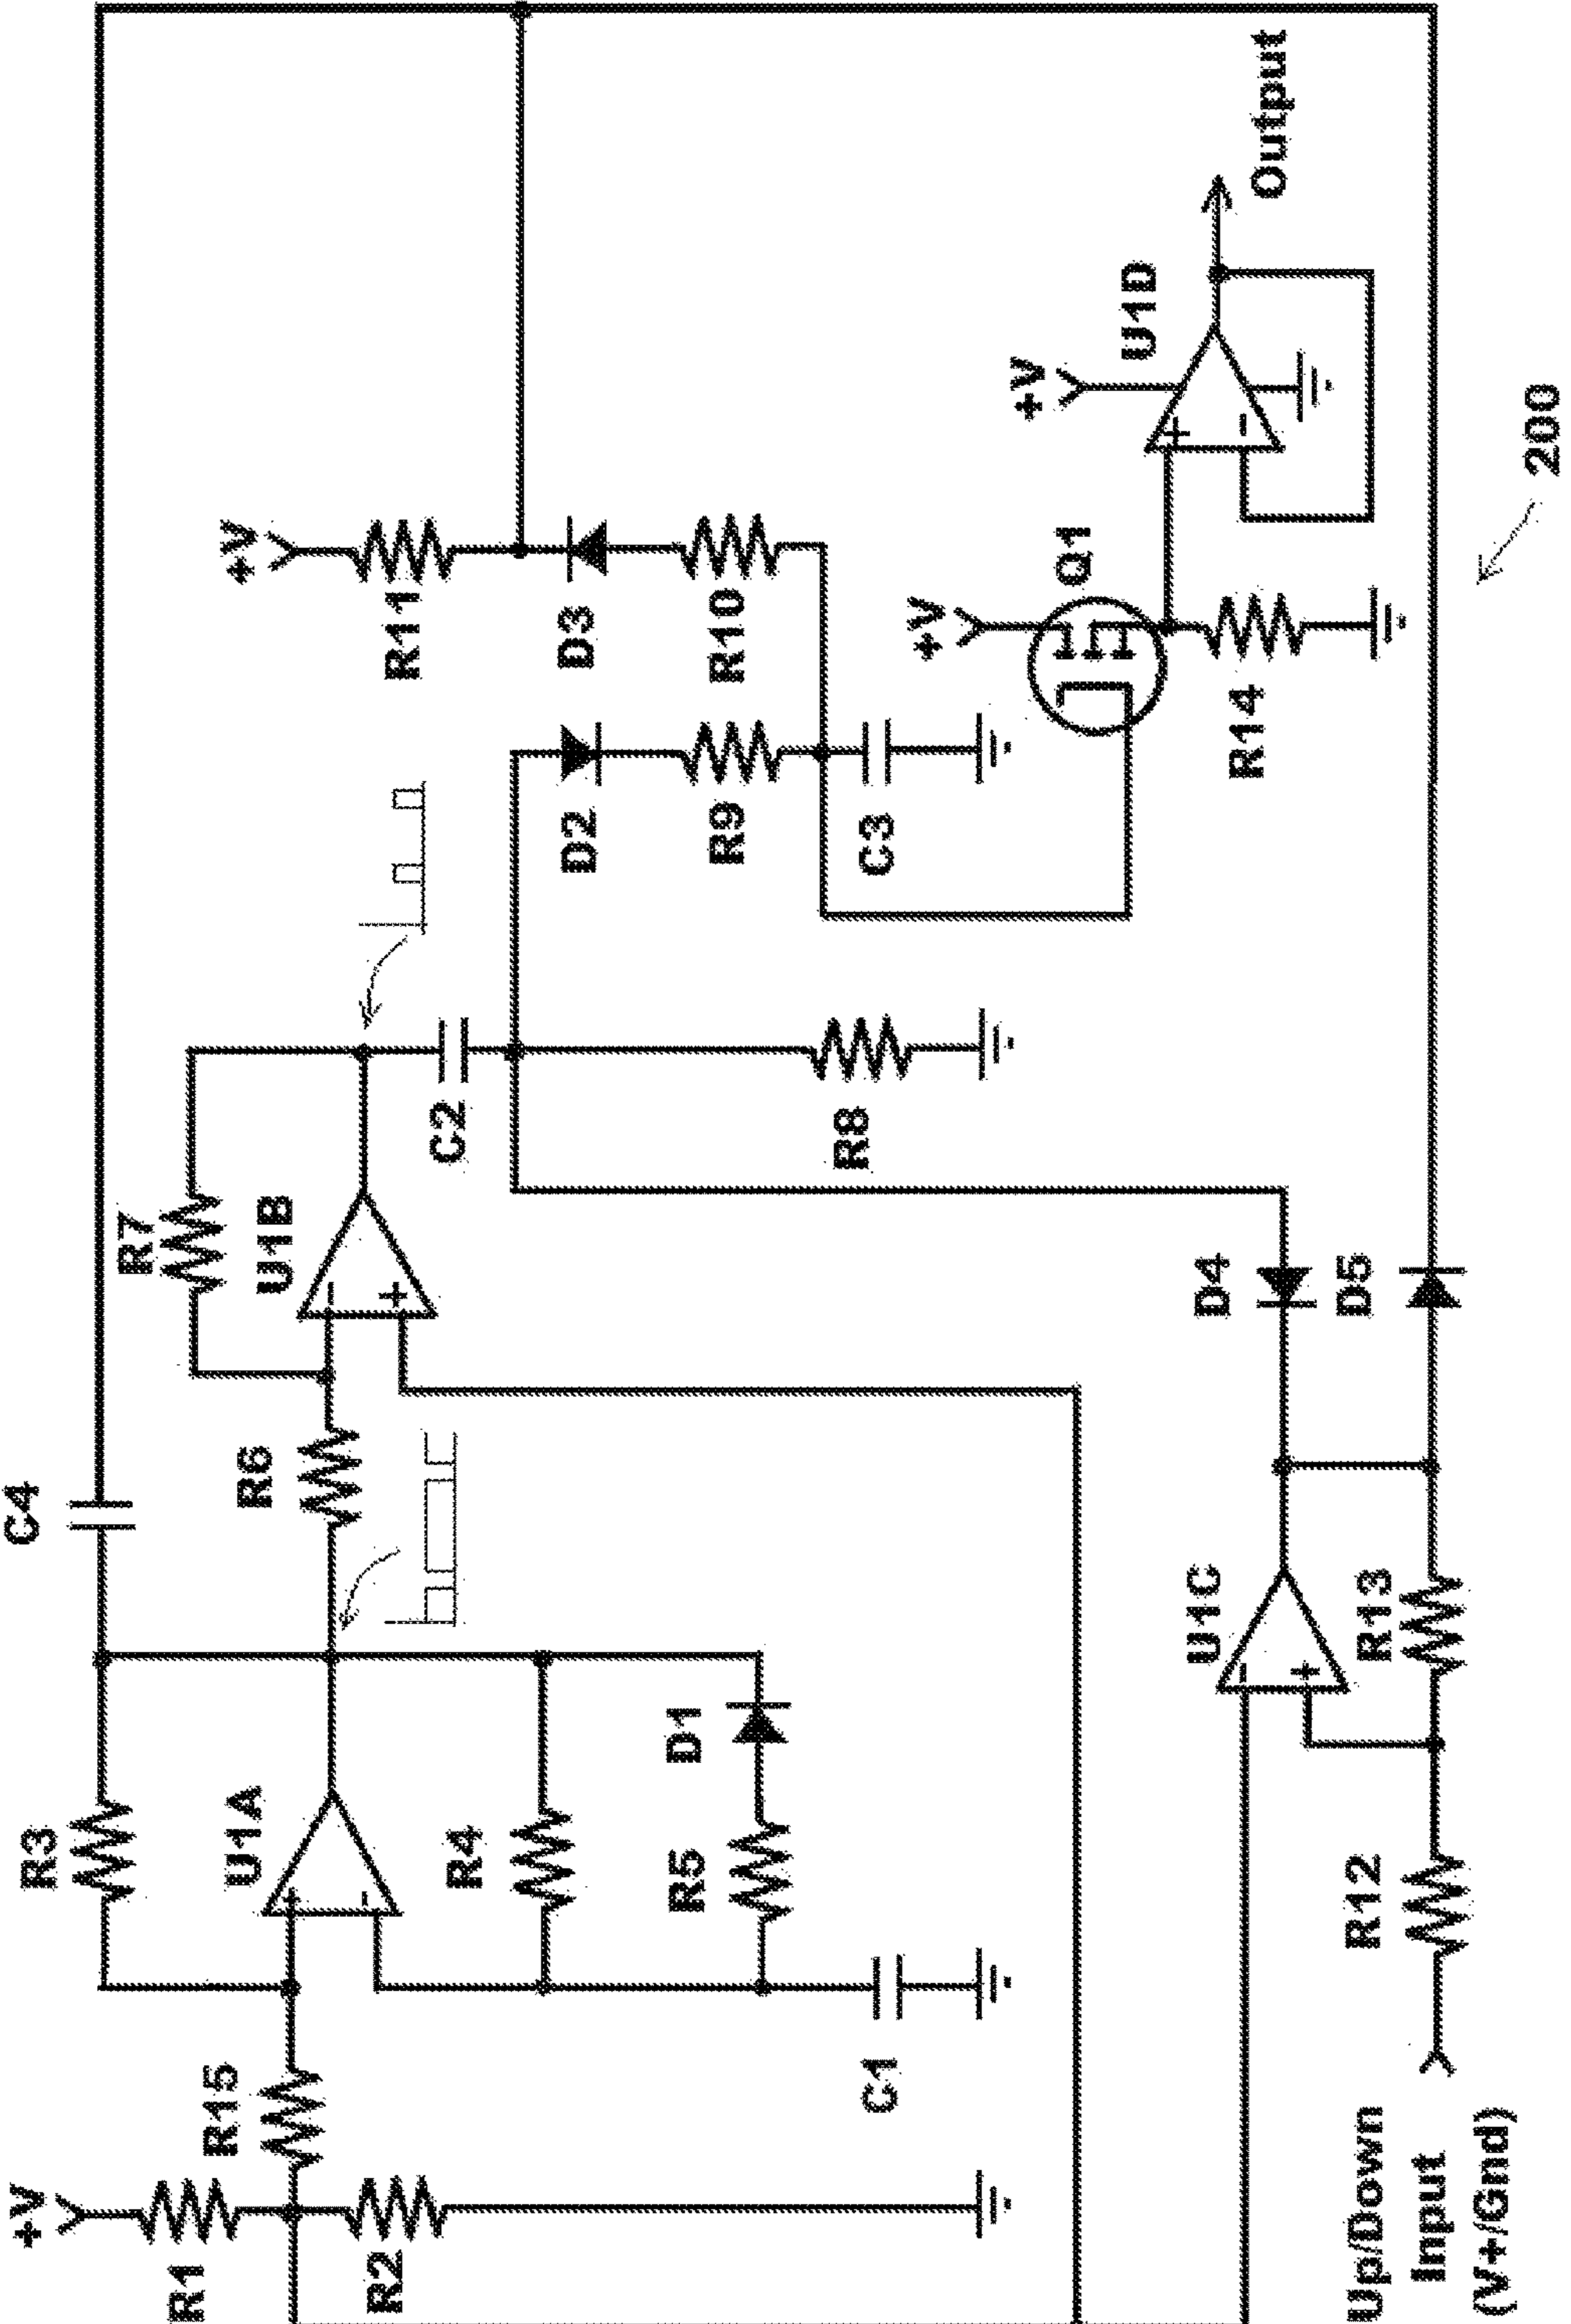 +V
R3
C4
R7
R1
R15
U1A
R6
U1B
+V
R2
R4
C2
R11
D2
D3
R5
D1
R9
R10
C1
R8
C3
+V
+V
Q1
U1D
U1C
D4
R14
Output
R12
R13
D5
Up/Down
Input
(V+/Gnd)
200